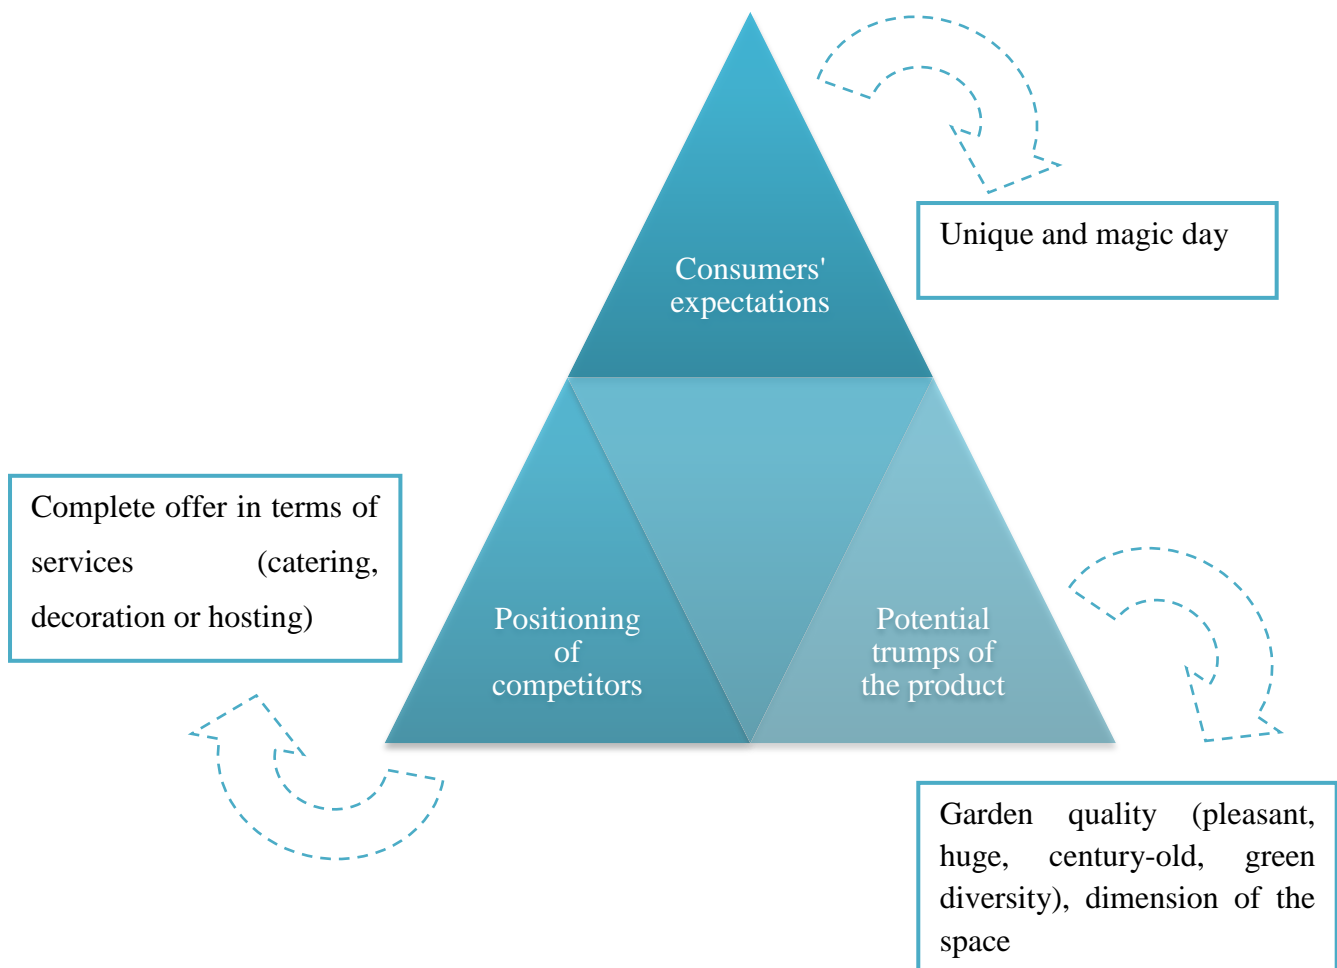 Unique and magic day
Consumers'
expectations
Complete offer in terms of
services (catering,
decoration or hosting)
Positioning
of
competitors
Potential
trumps of
the product
Garden quality (pleasant,
huge, century-old, green
diversity), dimension of the
space